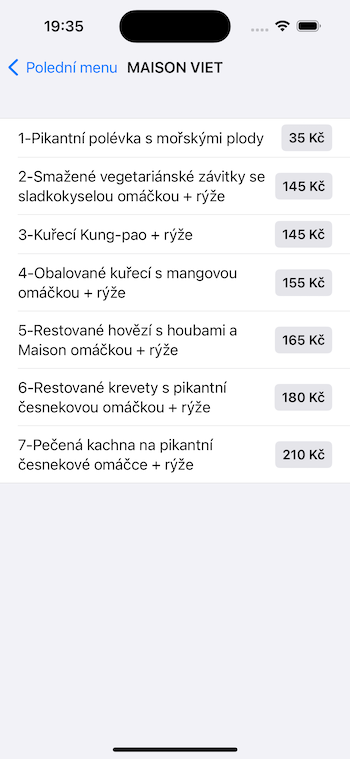 19:35
Polední menu MAISON VIET
1-Pikantní polévka s mořskými plody 35 Kč
2-Smažené vegetariánské závitky se
sladkokyselou omáčkou + rýže 145 Kč
3-Kuřecí Kung-pao + rýže 145 Kč
4-Obalované kuřecí s mangovou
omáčkou + rýže 155 Kč
5-Restované hovězí s houbami a
Maison omáčkou + rýže 165 Kč
6-Restované krevety s pikantní
česnekovou omáčkou + rýže 180 Kč
7-Pečená kachna na pikantní
česnekové omáčce + rýže 210 Kč